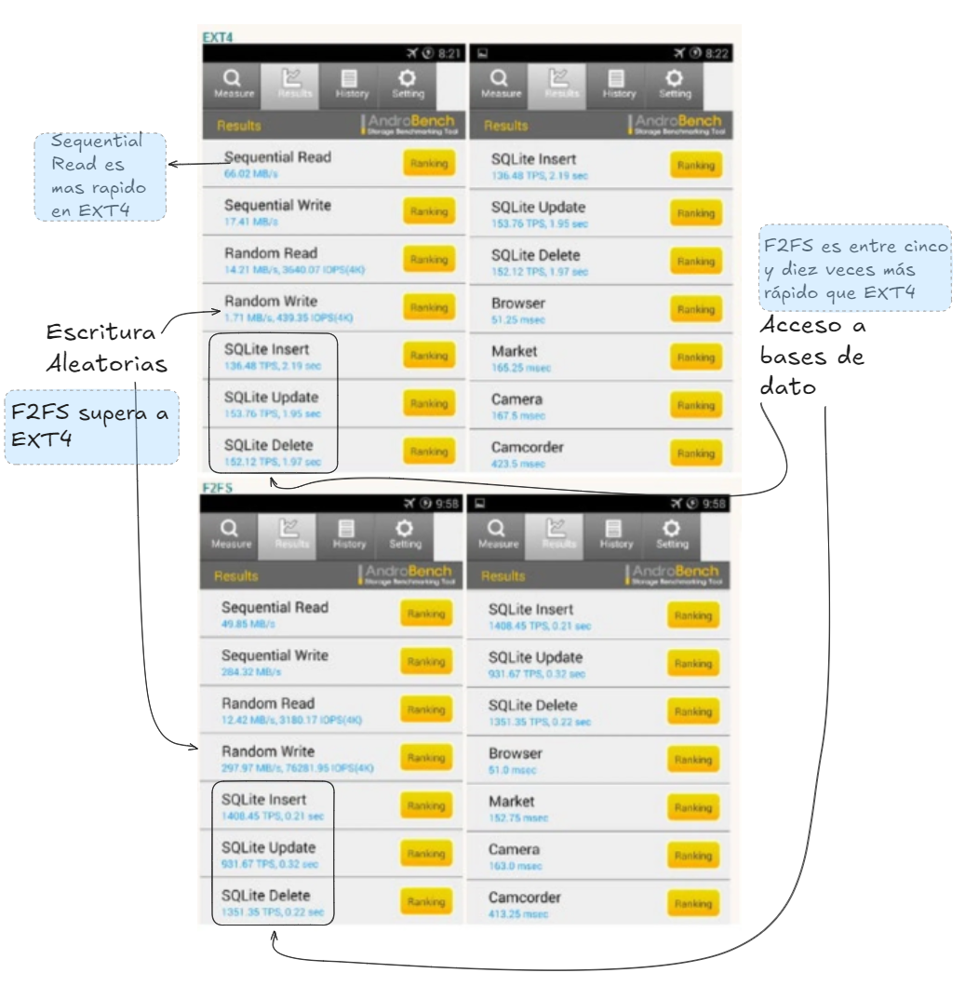 EXT4
8:21
Measure
Results
History
Setting
Results
AndroBench
Storage Benchmarking Tool
Sequential Read
66.02 MB/s
Ranking
Sequential Write
17.41 MB/s
Ranking
Random Read
14.21 MB/s, 3640.07 IOPS(4K)
Ranking
Random Write
1.71 MB/s, 439.35 IOPS(4K)
Ranking
SQLite Insert
136.48 TPS, 2.19 sec
Ranking
SQLite Update
153.76 TPS, 1.95 sec
Ranking
SQLite Delete
152.12 TPS, 1.97 sec
Ranking
8:22
Measure
Results
History
Setting
Results
AndroBench
Storage Benchmarking Tool
SQLite Insert
136.48 TPS, 2.19 sec
Ranking
SQLite Update
153.76 TPS, 1.95 sec
Ranking
SQLite Delete
152.12 TPS, 1.97 sec
Ranking
Browser
51.25 msec
Ranking
Market
165.25 msec
Ranking
Camera
167.5 msec
Ranking
Camcorder
423.5 msec
Ranking
Sequential
Read es
mas rapido
en EXT4
Escritura
Aleatorias
F2FS supera a
EXT4
F2FS es entre cinco
y diez veces más
rápido que EXT4
Acceso a
bases de
dato
F2FS
9:58
Measure
Results
History
Setting
Results
AndroBench
Storage Benchmarking Tool
Sequential Read
49.85 MB/s
Ranking
Sequential Write
284.32 MB/s
Ranking
Random Read
12.42 MB/s, 3180.17 IOPS(4K)
Ranking
Random Write
297.97 MB/s, 76281.95 IOPS(4K)
Ranking
SQLite Insert
1408.45 TPS, 0.21 sec
Ranking
SQLite Update
931.67 TPS, 0.32 sec
Ranking
SQLite Delete
1351.35 TPS, 0.22 sec
Ranking
9:58
Measure
Results
History
Setting
Results
AndroBench
Storage Benchmarking Tool
SQLite Insert
1408.45 TPS, 0.21 sec
Ranking
SQLite Update
931.67 TPS, 0.32 sec
Ranking
SQLite Delete
1351.35 TPS, 0.22 sec
Ranking
Browser
51.0 msec
Ranking
Market
152.75 msec
Ranking
Camera
163.0 msec
Ranking
Camcorder
413.25 msec
Ranking